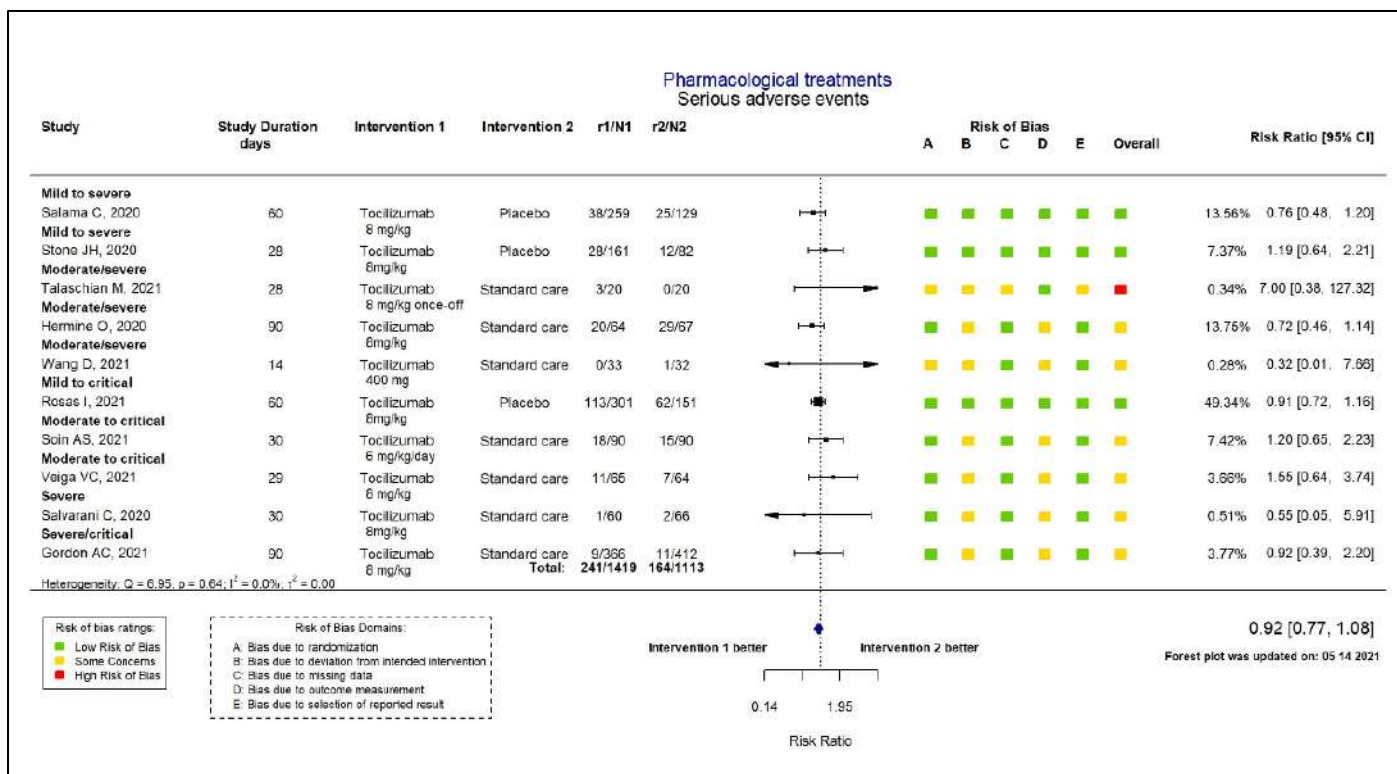 Pharmacological treatments
Serious adverse events
Study Study Duration days Intervention 1 Intervention 2 r1/N1 r2/N2 Risk of Bias Risk Ratio [95% CI]
A B C D E Overall
Mild to severe
Salama C, 2020 60 Tocilizumab 8 mg/kg Placebo 38/259 25/129 13.56% 0.76 [0.48, 1.20]
Mild to severe
Stone JH, 2020 28 Tocilizumab 8mg/kg Placebo 28/161 12/82 7.37% 1.19 [0.64, 2.21]
Moderate/severe
Talaschian M, 2021 28 Tocilizumab 8 mg/kg once-off Standard care 3/20 0/20 0.34% 7.00 [0.38, 127.32]
Moderate/severe
Hermine O, 2020 90 Tocilizumab 8mg/kg Standard care 20/64 29/67 13.75% 0.72 [0.46, 1.14]
Moderate/severe
Wang D, 2021 14 Tocilizumab 400 mg Standard care 0/33 1/32 0.28% 0.32 [0.01, 7.66]
Mild to critical
Rosas I, 2021 60 Tocilizumab 8mg/kg Placebo 113/301 62/151 49.34% 0.91 [0.72, 1.16]
Moderate to critical
Soin AS, 2021 30 Tocilizumab 6 mg/kg/day Standard care 18/90 15/90 7.42% 1.20 [0.65, 2.23]
Moderate to critical
Veiga VC, 2021 29 Tocilizumab 8 mg/kg Standard care 11/65 7/64 3.66% 1.55 [0.64, 3.74]
Severe
Salvarani C, 2020 30 Tocilizumab 8mg/kg Standard care 1/60 2/66 0.51% 0.55 [0.05, 5.91]
Severe/critical
Gordon AC, 2021 90 Tocilizumab 8 mg/kg Standard care 9/366 11/412 3.77% 0.92 [0.39, 2.20]
Total: 241/1419 164/1113
Heterogeneity: Q = 6.95, p = 0.64; I² = 0.0%; τ² = 0.00
0.92 [0.77, 1.08]
Forest plot was updated on: 05 14 2021
Risk of bias ratings:
Low Risk of Bias
Some Concerns
High Risk of Bias
Risk of Bias Domains:
A: Bias due to randomization
B: Bias due to deviation from intended intervention
C: Bias due to missing data
D: Bias due to outcome measurement
E: Bias due to selection of reported result
Intervention 1 better Intervention 2 better
0.14 1.95
Risk Ratio